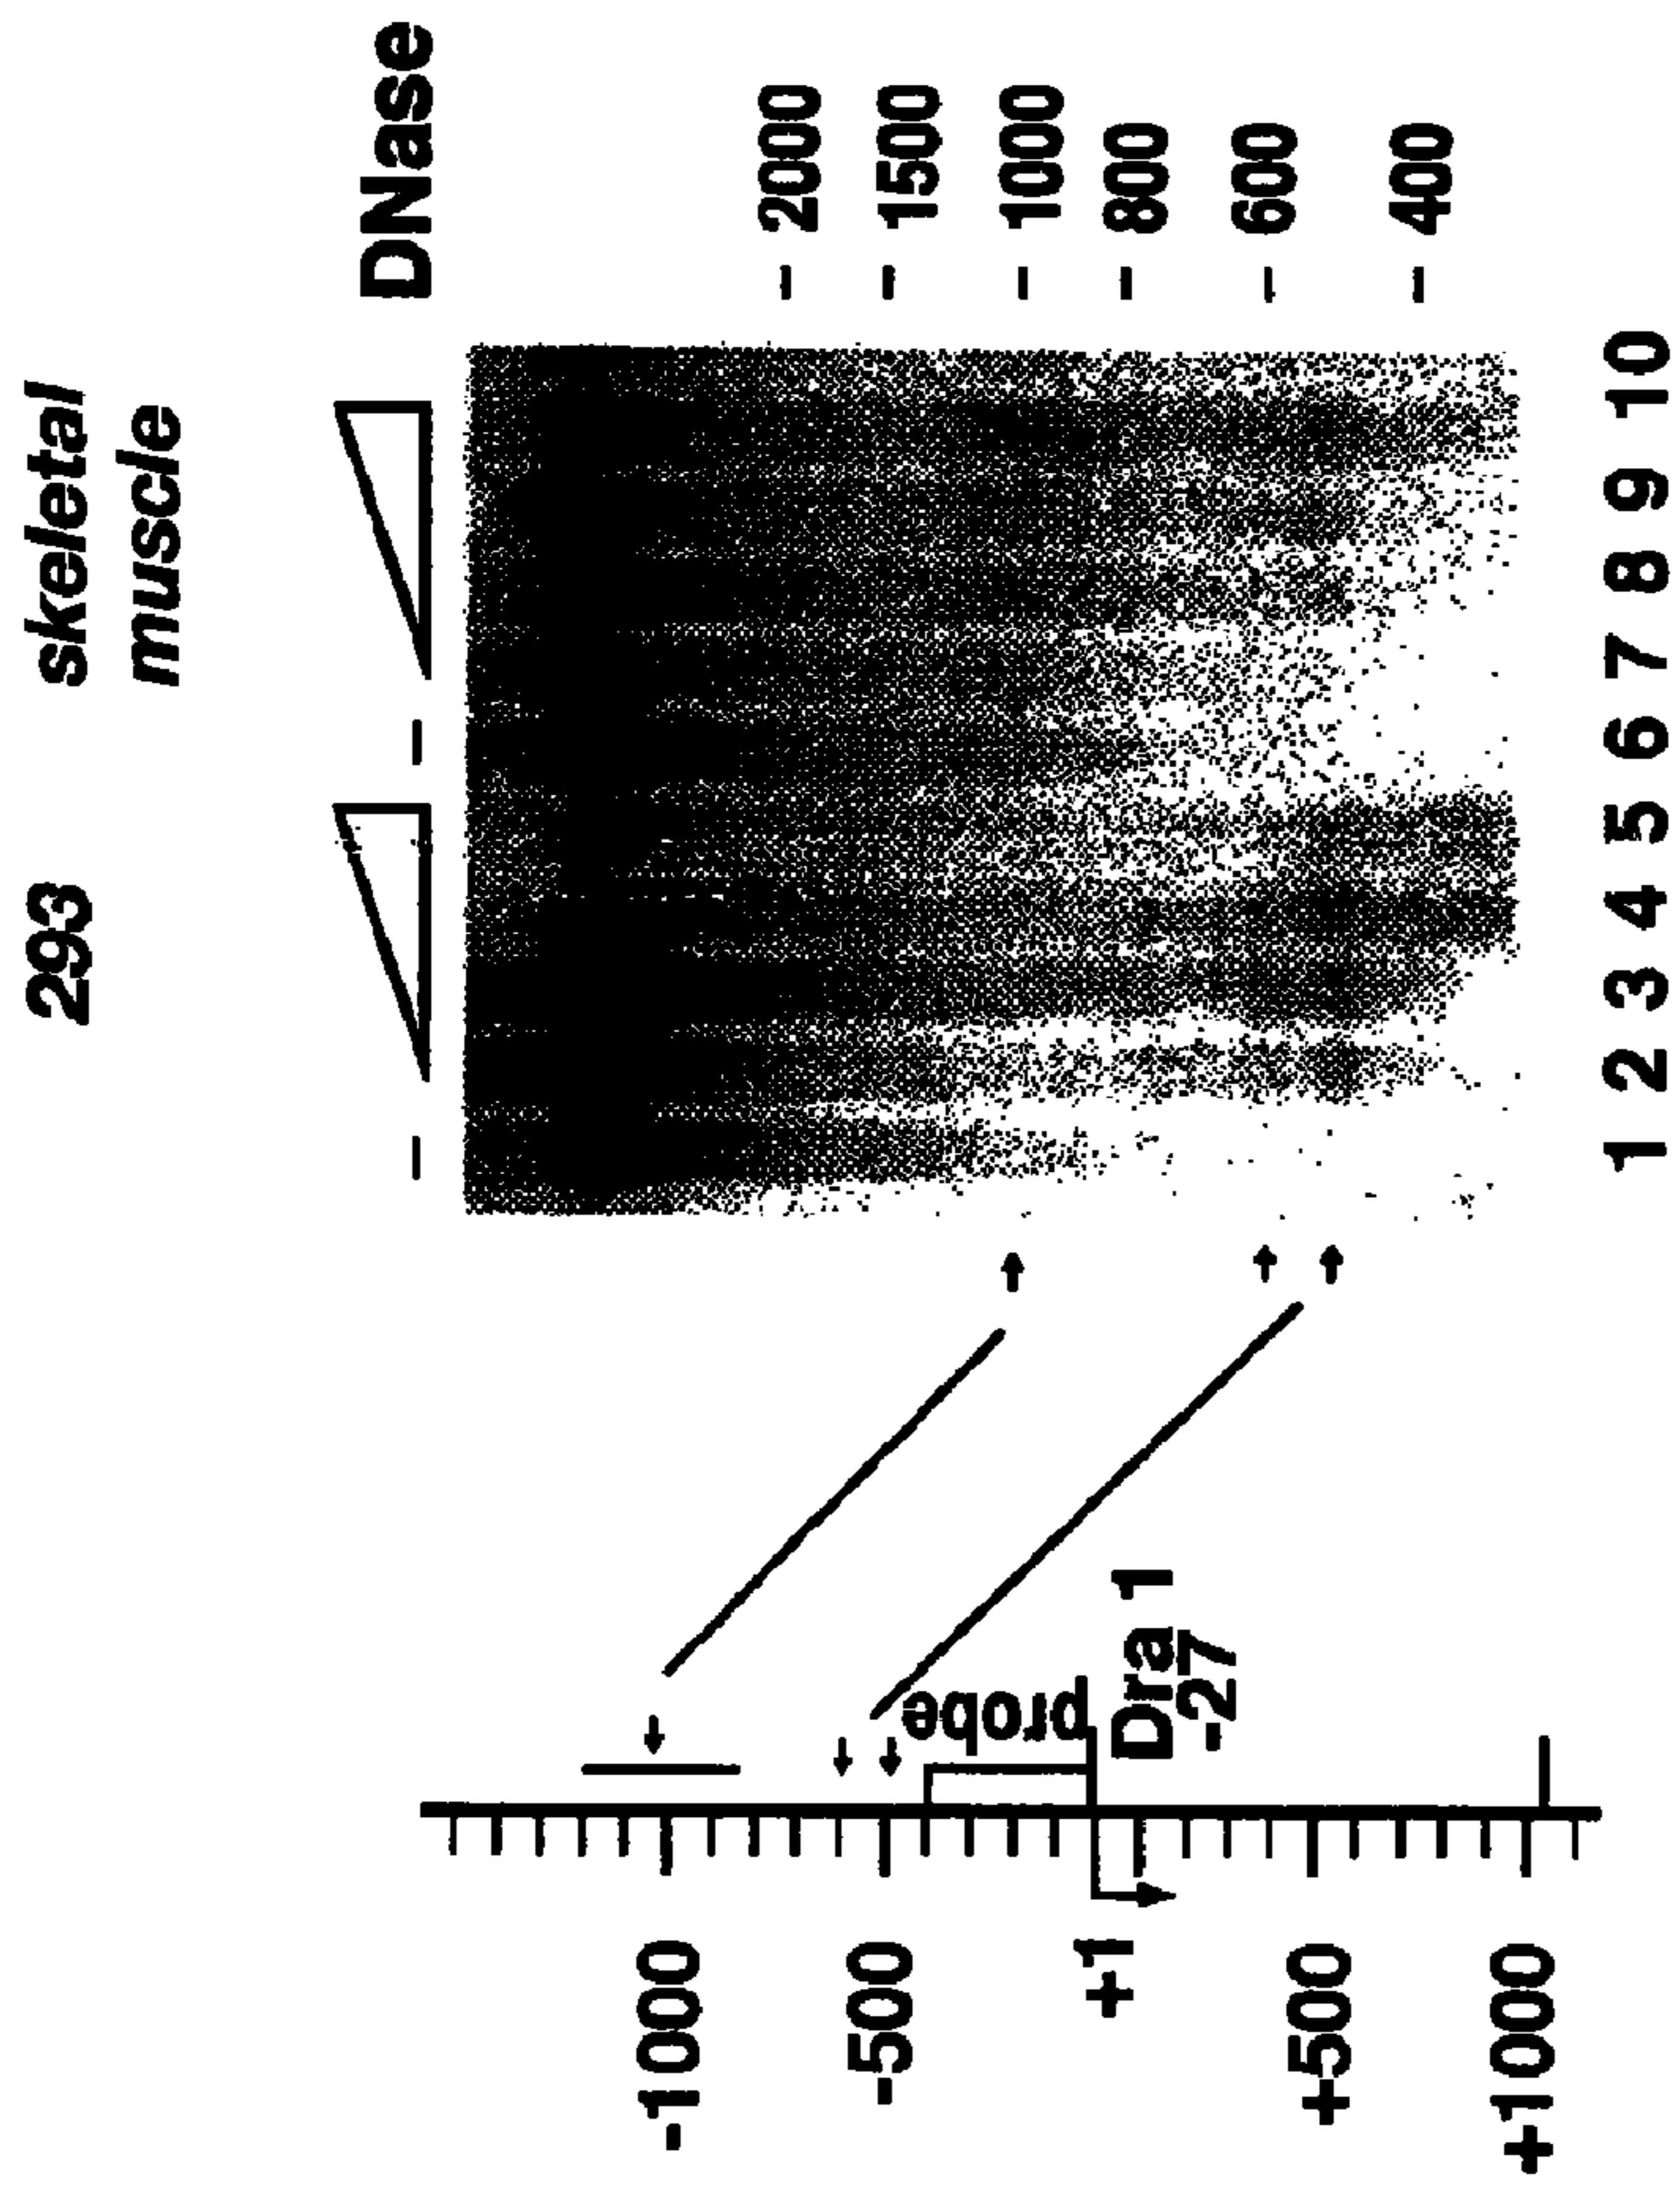 293
skeletal
muscle
- - DNase
- 2000
- 1500
- 1000
- 800
- 600
- 400
1 2 3 4 5 6 7 8 9 10
-1000
-500
+1
+500
+1000
probe
Dra 1
-27